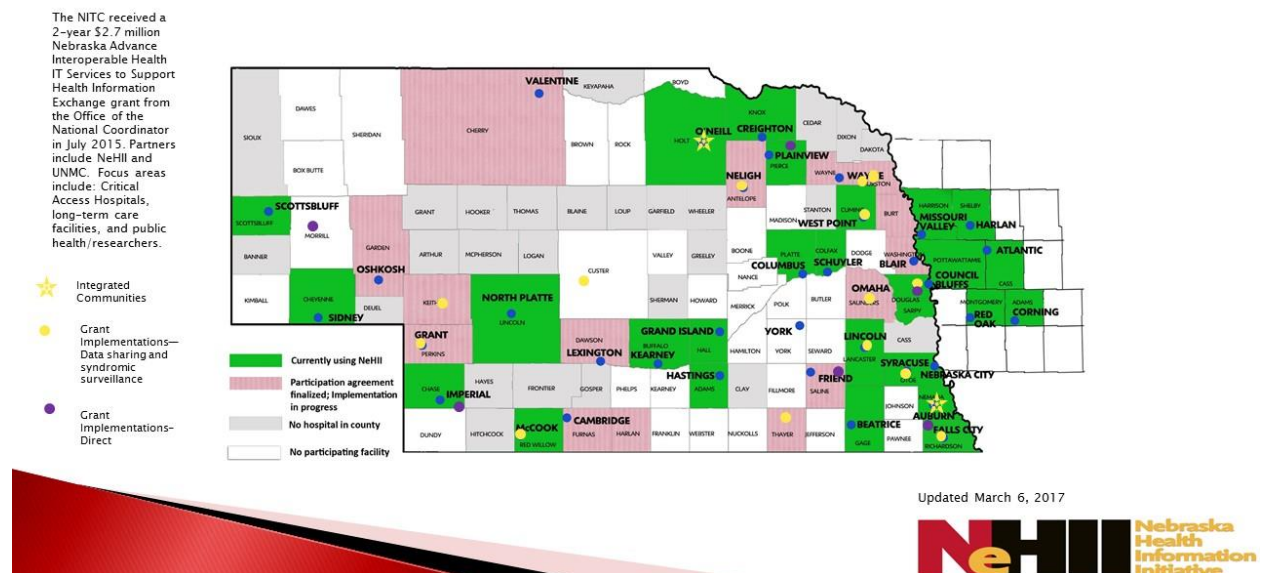 The NITC received a
2-year $2.7 million
Nebraska Advance
Interoperable Health
IT Services to Support
Health Information
Exchange grant from
the Office of the
National Coordinator
in July 2015. Partners
include NeHII and
UNMC. Focus areas
include: Critical
Access Hospitals,
long-term care
facilities, and public
health/researchers.
Integrated
Communities
Grant
Implementations—
Data sharing and
syndromic
surveillance
Grant
Implementations-
Direct
VALENTINE
KEYAPAHA
BOYD
DAWES
SIOUX
SHERIDAN
CHERRY
BROWN
ROCK
HOLT
O'NEILL
KNOX
CREIGHTON
CEDAR
DIXON
DAKOTA
PLAINVIEW
PIERCE
WAYNE
WAYNE
BOX BUTTE
NELIGH
ANTELOPE
SCOTTSBLUFF
SCOTTSBLUFF
MORRILL
GARDEN
GRANT
HOOKER
THOMAS
BLAINE
LOUP
GARFIELD
WHEELER
MADISON
STANTON
WEST POINT
BURT
HARRISON
SHELBY
MISSOURI
VALLEY
HARLAN
BANNER
ARTHUR
MCPHERSON
LOGAN
VALLEY
GREELEY
BOONE
PLATTE
COLFAX
DODGE
WASHINGTON
POTTAWATTAMIE
ATLANTIC
OSHKOSH
CUSTER
NANCE
COLUMBUS
SCHUYLER
BLAIR
COUNCIL
BLUFFS
CASS
KIMBALL
CHEYENNE
DEUEL
KEITH
NORTH PLATTE
LINCOLN
SHERMAN
HOWARD
MERRICK
POLK
BUTLER
OMAHA
SAUNDERS
DOUGLAS
SARPY
MONTGOMERY
ADAMS
SIDNEY
RED
OAK
CORNING
GRANT
PERKINS
DAWSON
LEXINGTON
GRAND ISLAND
BUFFALO
KEARNEY
HALL
HAMILTON
YORK
YORK
SEWARD
LINCOLN
LANCASTER
CASS
SYRACUSE
OTOE
NEBRASKA CITY
CHASE
IMPERIAL
HAYES
FRONTIER
GOSPER
PHELPS
KEARNEY
HASTINGS
ADAMS
CLAY
FILLMORE
FRIEND
SALINE
JOHNSON
NEMAHA
AUBURN
DUNDY
HITCHCOCK
McCOOK
RED WILLOW
CAMBRIDGE
FURNAS
HARLAN
FRANKLIN
WEBSTER
NUCKOLLS
THAYER
JEFFERSON
BEATRICE
GAGE
PAWNEE
FALLS CITY
RICHARDSON
Currently using NeHII
Participation agreement
finalized; Implementation
in progress
No hospital in county
No participating facility
Updated March 6, 2017
NeHII
Nebraska
Health
Information
Initiative